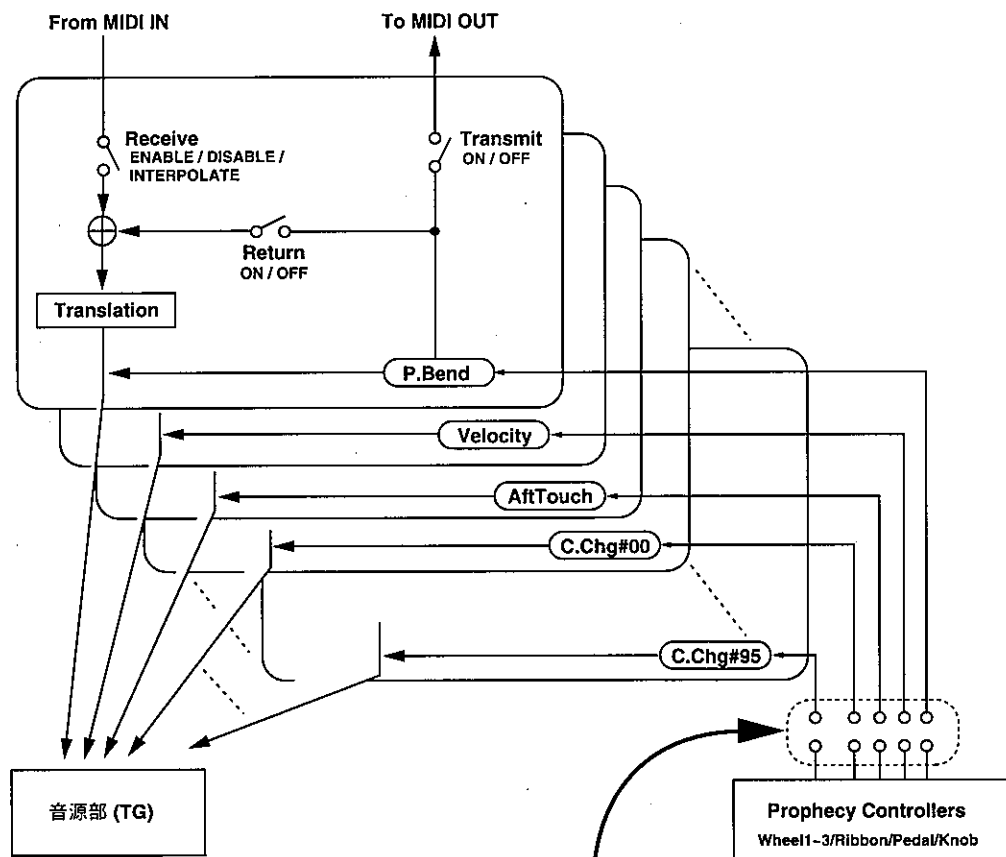 From MIDI IN
To MIDI OUT
Receive
ENABLE / DISABLE /
INTERPOLATE
Transmit
ON / OFF
Return
ON / OFF
Translation
P.Bend
Velocity
AftTouch
C.Chg#00
C.Chg#95
音源部 (TG)
Prophecy Controllers
Wheel1~3/Ribbon/Pedal/Knob